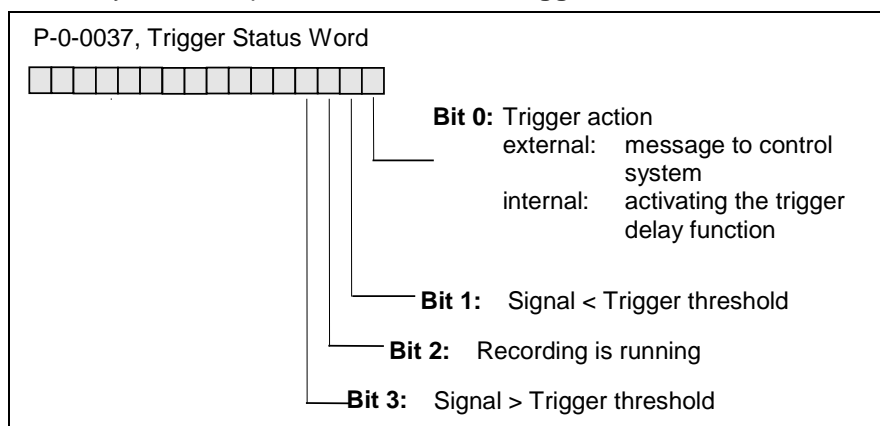 P-0-0037, Trigger Status Word
Bit 0: Trigger action
external: message to control
system
internal: activating the trigger
delay function
Bit 1: Signal < Trigger threshold
Bit 2: Recording is running
Bit 3: Signal > Trigger threshold